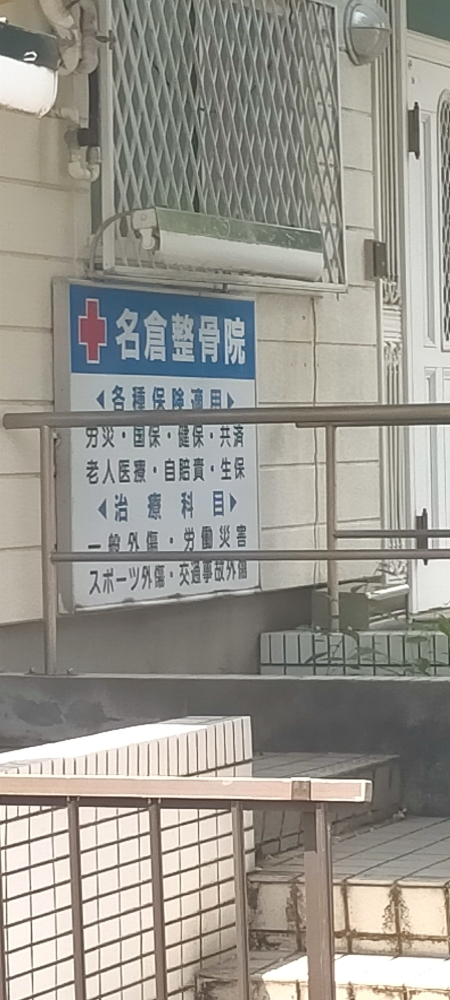 名倉整骨院
◀各種保険適用▶
労災・国保・健保・共済
老人医療・自賠責・生保
◀治療科目▶
一般外傷・労働災害
スポーツ外傷・交通事故外傷